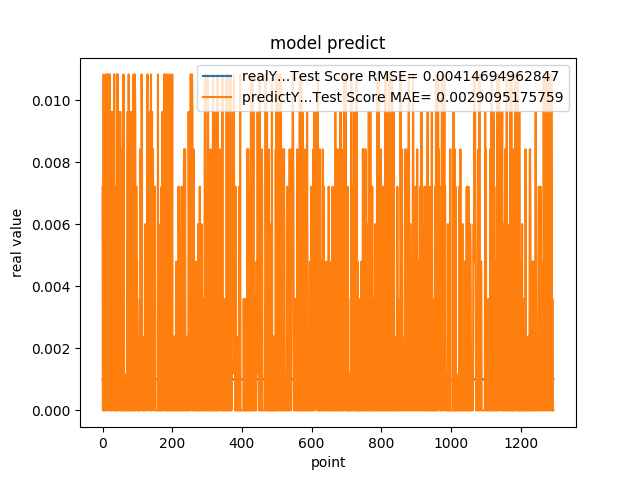 model predict
realY...Test Score RMSE= 0.00414694962847
predictY...Test Score MAE= 0.0029095175759
0.010
0.008
0.006
0.004
0.002
0.000
real value
0 200 400 600 800 1000 1200
point